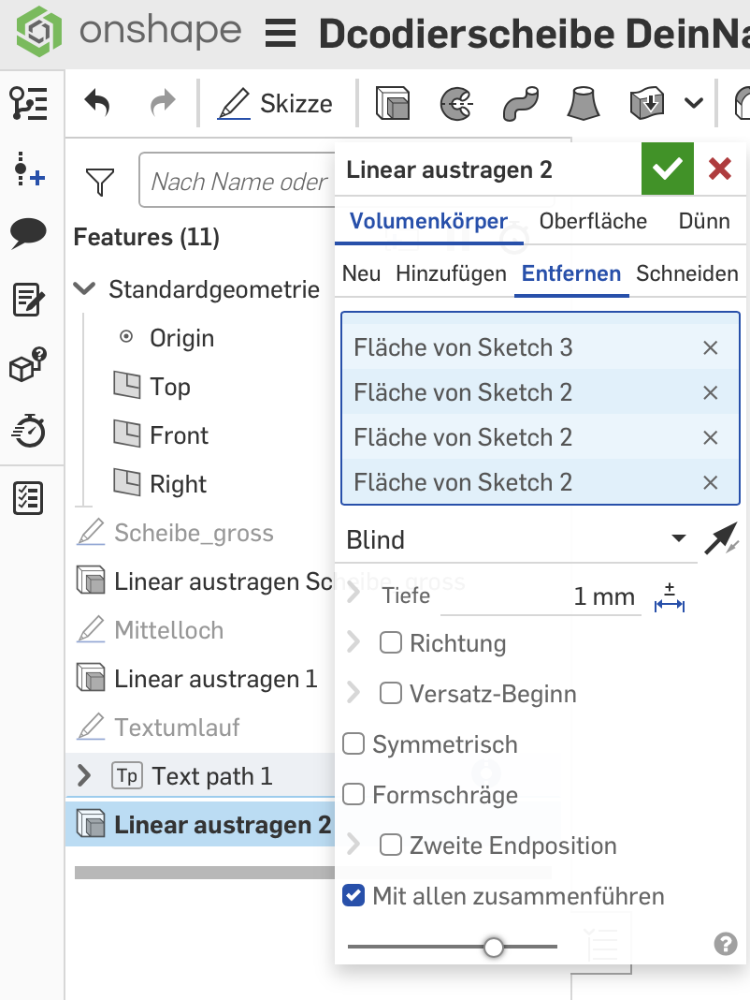 onshape Dcodierscheibe DeinNa
Skizze
Nach Name oder
Features (11)
Standardgeometrie
Origin
Top
Front
Right
Scheibe_gross
Linear austragen Scheibe_gross
Mittelloch
Linear austragen 1
Textumlauf
Tp Text path 1
Linear austragen 2
Linear austragen 2
Volumenkörper Oberfläche Dünn
Neu Hinzufügen Entfernen Schneiden
Fläche von Sketch 3
Fläche von Sketch 2
Fläche von Sketch 2
Fläche von Sketch 2
Blind
Tiefe 1 mm
Richtung
Versatz-Beginn
Symmetrisch
Formschräge
Zweite Endposition
Mit allen zusammenführen